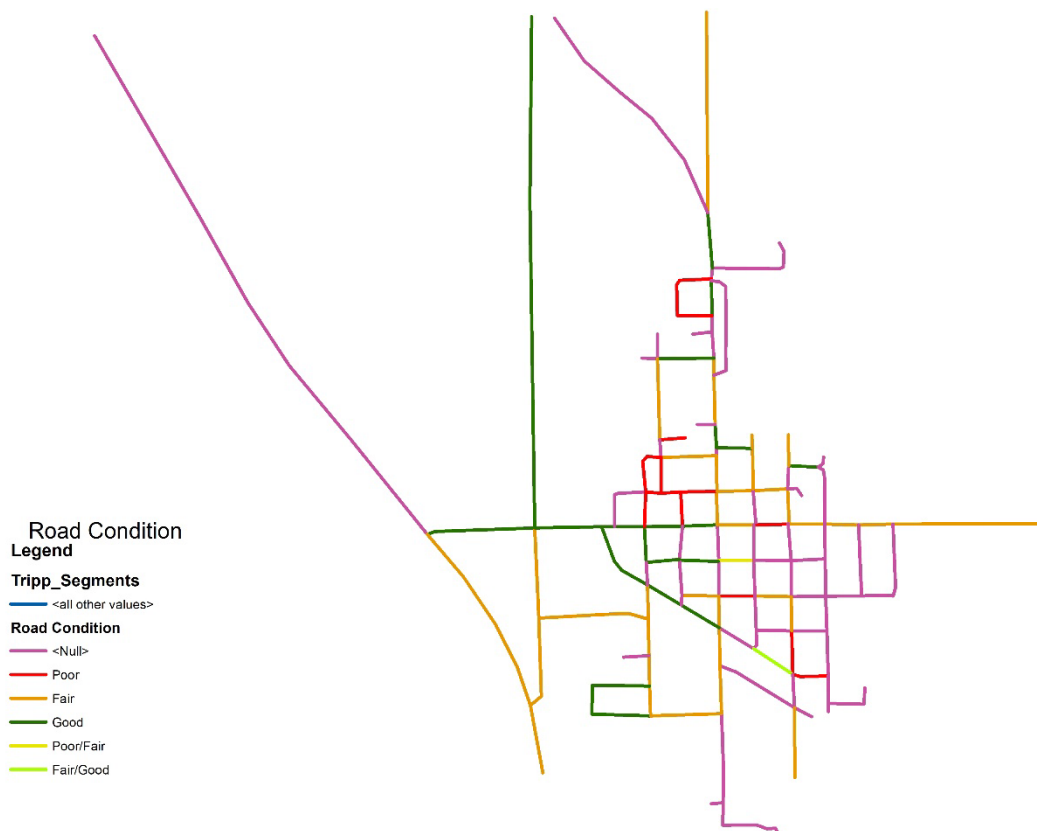 Road Condition
Legend
Tripp_Segments
<all other values>
Road Condition
<Null>
Poor
Fair
Good
Poor/Fair
Fair/Good